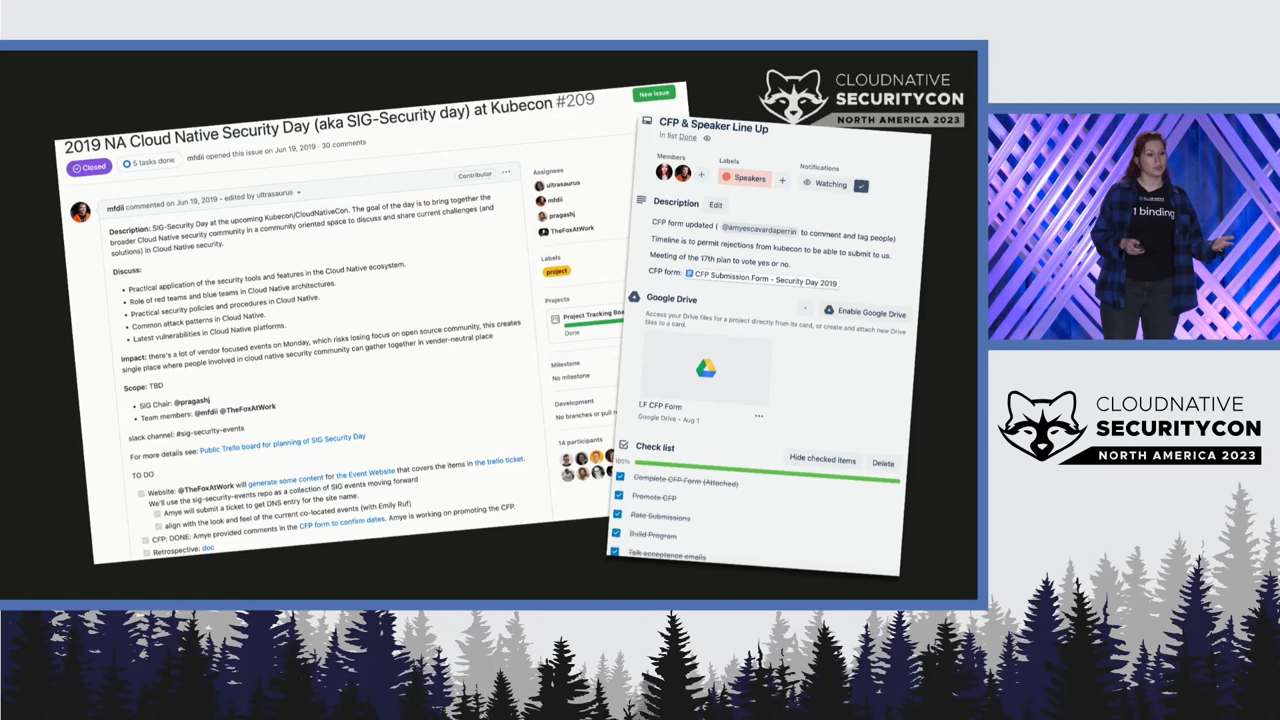 2019 NA Cloud Native Security Day (aka SIG-Security day) at Kubecon #209
New issue
Closed
5 tasks done
mfdii opened this issue on Jun 19, 2019 · 30 comments
mfdii commented on Jun 19, 2019 • edited by ultrasaurus
Contributor
Description: SIG-Security Day at the upcoming Kubecon/CloudNativeCon. The goal of the day is to bring together the
broader Cloud Native security community in a community oriented space to discuss and share current challenges (and
solutions) in Cloud Native security.
Discuss:
• Practical application of the security tools and features in the Cloud Native ecosystem.
• Role of red teams and blue teams in Cloud Native architectures.
• Practical security policies and procedures in Cloud Native.
• Common attack patterns in Cloud Native.
• Latest vulnerabilities in Cloud Native platforms.
Impact: there's a lot of vendor focused events on Monday, which risks losing focus on open source community, this creates
single place where people involved in cloud native security community can gather together in vender-neutral place
Scope: TBD
• SIG Chair: @pragashj
• Team members: @mfdii @TheFoxAtWork
slack channel: #sig-security-events
For more details see: Public Trello board for planning of SIG Security Day
TO DO
Website: @TheFoxAtWork will generate some content for the Event Website that covers the items in the trello ticket.
We'll use the sig-security-events repo as a collection of SIG events moving forward
Amye will submit a ticket to get DNS entry for the site name.
align with the look and feel of the current co-located events (with Emily Ruf)
CFP: DONE: Amye provided comments in the CFP form to confirm dates. Amye is working on promoting the CFP.
Retrospective: doc
Assignees
ultrasaurus
mfdii
pragashj
TheFoxAtWork
Labels
project
Projects
Project Tracking Boa
Done
Milestone
No milestone
Development
No branches or pull r
14 participants
CFP & Speaker Line Up
In list Done
Members
Labels
Notifications
+
Speakers
+
Watching
Description
Edit
CFP form updated ( @amyescavardaperrin to comment and tag people)
Timeline is to permit rejections from kubecon to be able to submit to us.
Meeting of the 17th plan to vote yes or no.
CFP form: CFP Submission Form - Security Day 2019
Google Drive
Enable Google Drive
Access your Drive files for a project directly from its card, or create and attach new Drive
files to a card.
LF CFP Form
Google Drive • Aug 1
Check list
Hide checked items
Delete
100%
Complete CFP Form (Attached)
Promote CFP
Rate Submissions
Build Program
Talk acceptance emails
CLOUDNATIVE
SECURITYCON
NORTH AMERICA 2023
1 binding
CLOUDNATIVE
SECURITYCON
NORTH AMERICA 2023